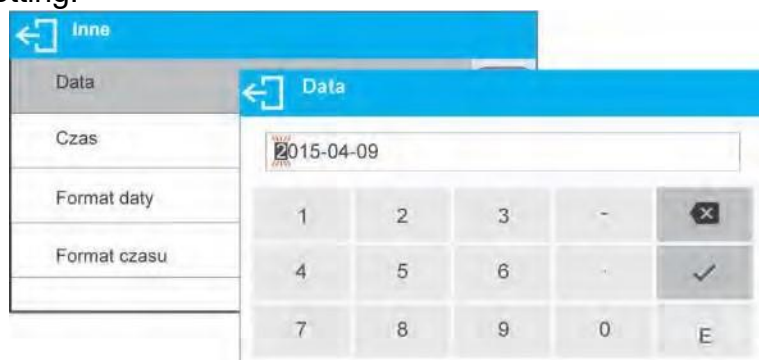 etting.
Inne
Data
Czas
Format daty
Format czasu
Data
2015-04-09
1 2 3 -
4 5 6 .
7 8 9 0 E